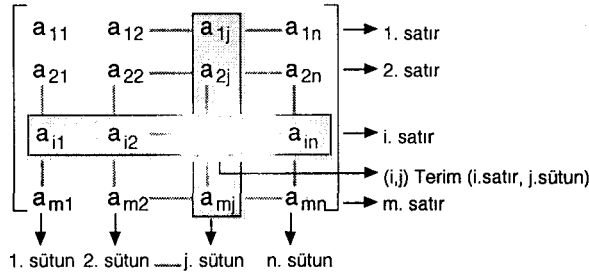 a11 a12 a1j a1n 1. satır
a21 a22 a2j a2n 2. satır
ai1 ai2 ain i. satır
(i,j) Terim (i.satır, j.sütun)
am1 am2 amj amn m. satır
1. sütun 2. sütun j. sütun n. sütun